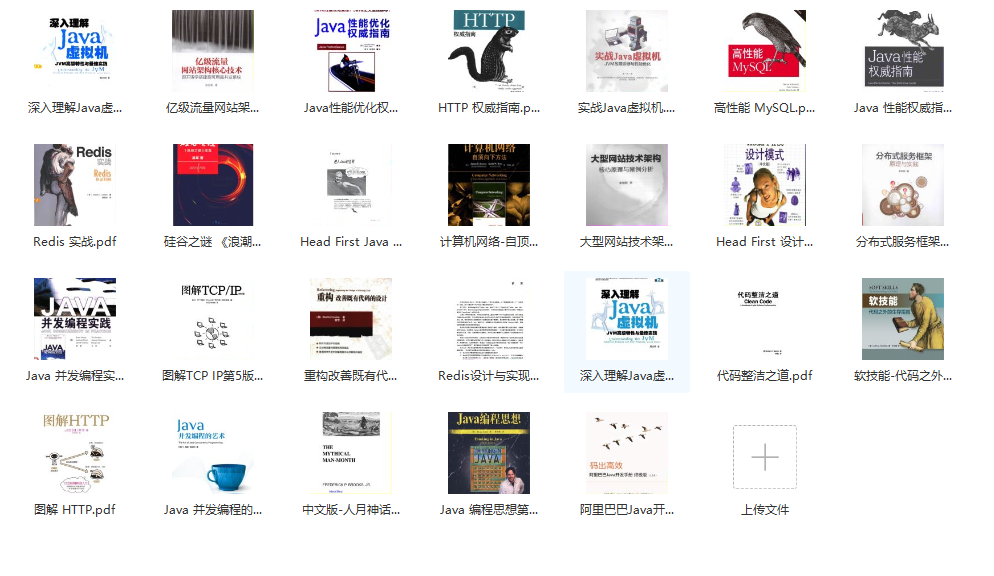 深入理解
Java
虚拟机
JVM高级特性与最佳实践
亿级流量
网站架构核心技术
Java性能优化
权威指南
HTTP
权威指南
实战Java虚拟机
高性能
MySQL
Java性能
权威指南
深入理解Java虚...
亿级流量网站架...
Java性能优化权...
HTTP 权威指南.p...
实战Java虚拟机....
高性能 MySQL.p...
Java 性能权威指...
Redis
实战
Redis
计算机网络
自顶向下方法
大型网站技术架构
核心原理与案例分析
设计模式
分布式服务框架
原理与实践
Redis 实战.pdf
硅谷之谜 《浪潮...
Head First Java ...
计算机网络-自顶...
大型网站技术架...
Head First 设计...
分布式服务框架...
JAVA
并发编程实践
JAVA
图解TCP/IP
重构 改善既有代码的设计
深入理解
Java
虚拟机
JVM高级特性与最佳实践
代码整洁之道
Clean Code
SOFT SKILLS
软技能
代码之外的生存指南
Java 并发编程实...
图解TCP IP第5版...
重构改善既有代...
Redis设计与实现...
深入理解Java虚...
代码整洁之道.pdf
软技能-代码之外...
图解HTTP
Java
并发编程的艺术
THE
MYTHICAL
MAN-MONTH
FREDERICK P. BROOKS, JR.
Java编程思想
Thinking in Java
JAVA
码出高效
阿里巴巴Java开发手册
图解 HTTP.pdf
Java 并发编程的...
中文版-人月神话...
Java 编程思想第...
阿里巴巴Java开...
上传文件